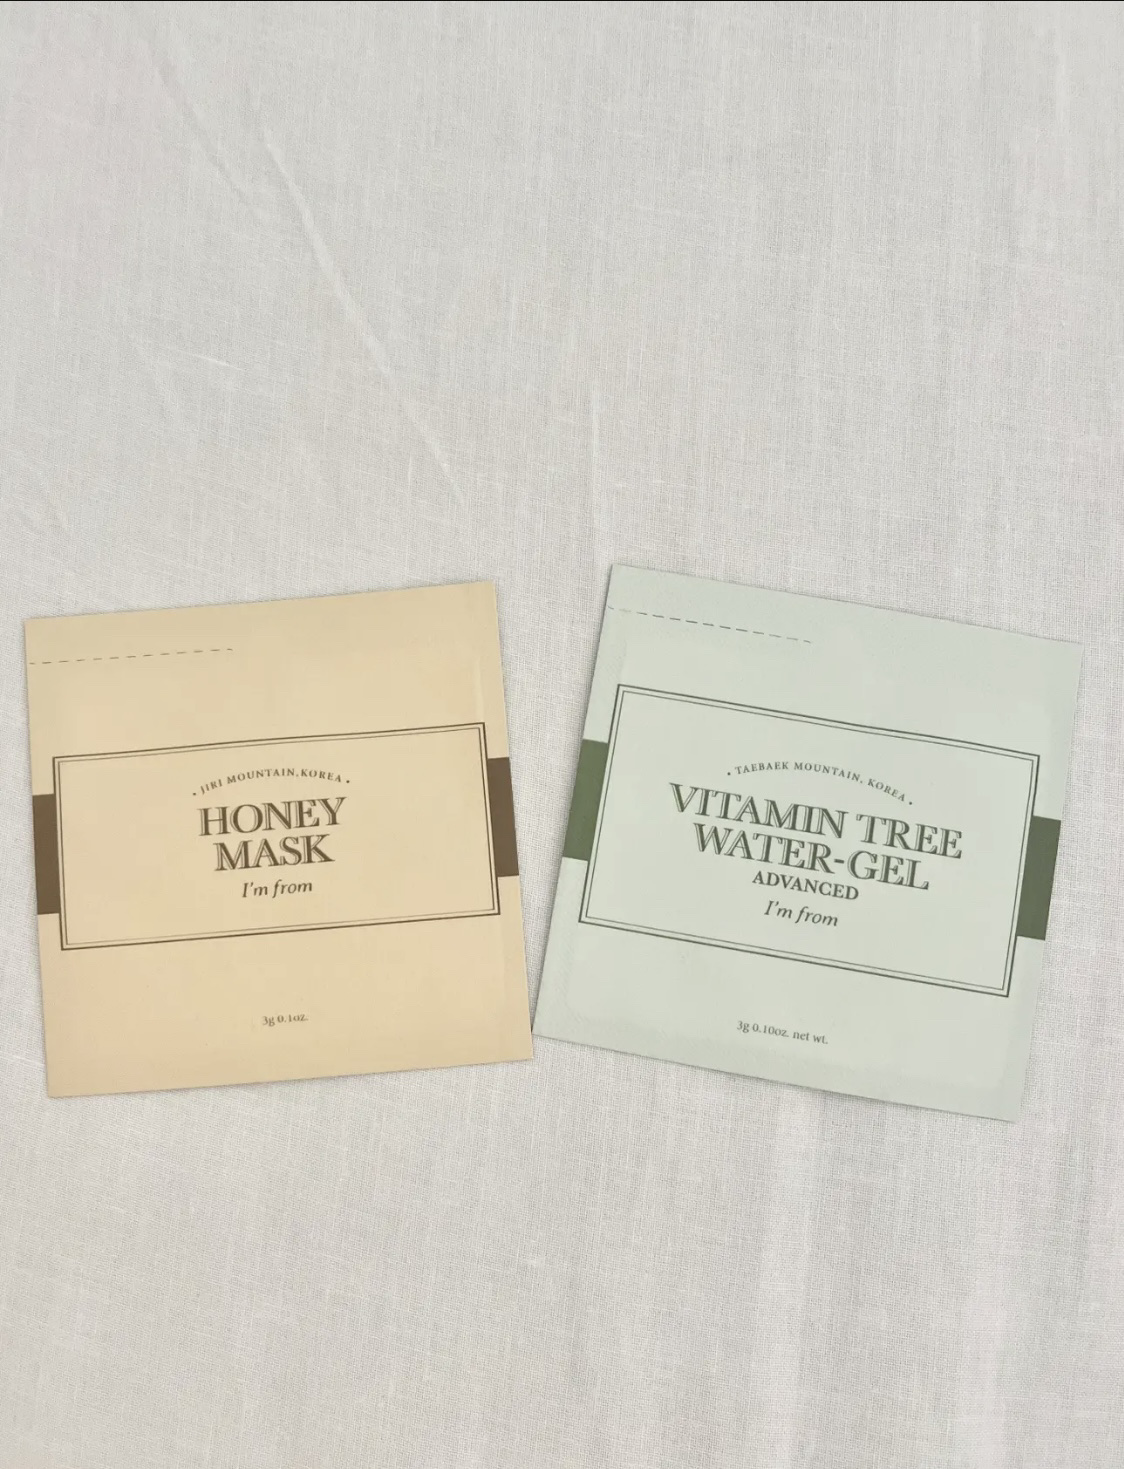 · JIRI MOUNTAIN, KOREA ·
HONEY
MASK
I'm from
3g 0.1oz.
· TAEBAEK MOUNTAIN, KOREA ·
VITAMIN TREE
WATER-GEL
ADVANCED
I'm from
3g 0.10oz. net wt.